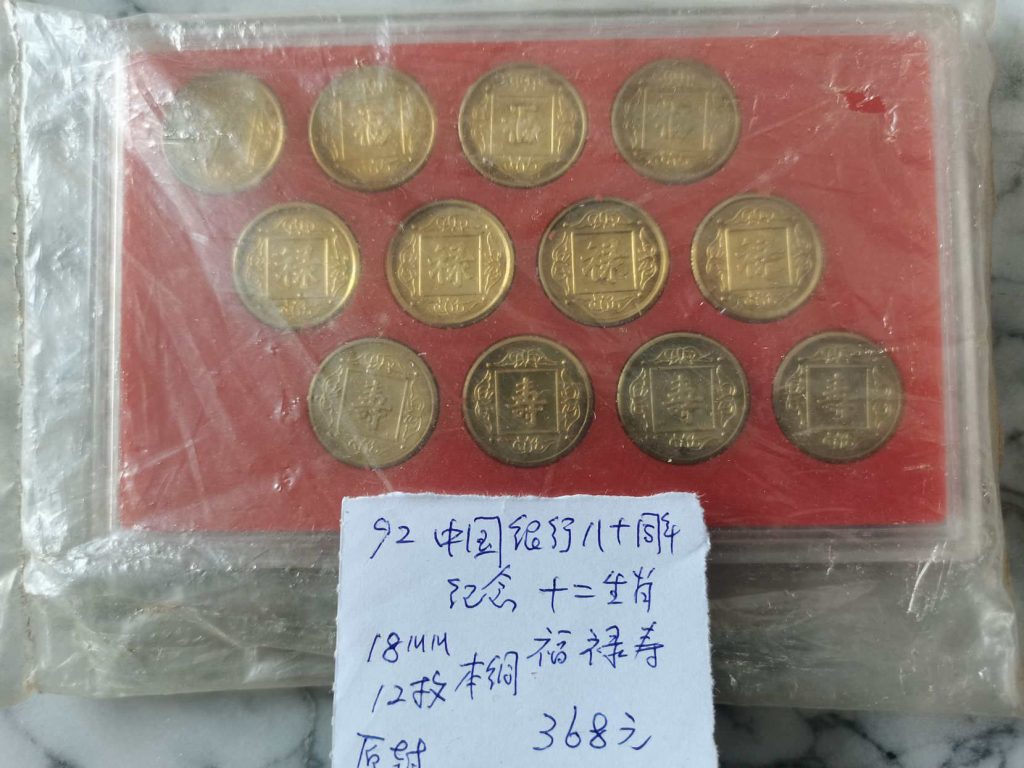 福 福 福
禄 禄 禄 禄
寿 寿 寿 寿
92 中国银行八十周年
纪念 十二生肖
18MM 福禄寿
12枚 本铜
368元
原封